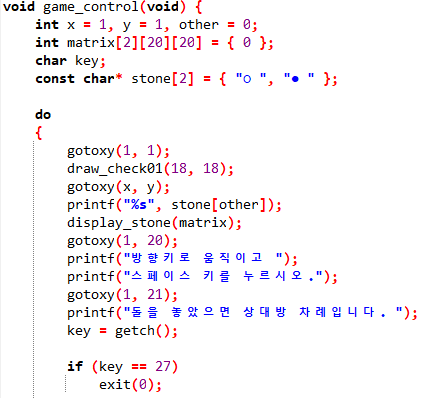 void game_control(void) {
    int x = 1, y = 1, other = 0;
    int matrix[2][20][20] = { 0 };
    char key;
    const char* stone[2] = { "○ ", "● " };

    do
    {
        gotoxy(1, 1);
        draw_check01(18, 18);
        gotoxy(x, y);
        printf("%s", stone[other]);
        display_stone(matrix);
        gotoxy(1, 20);
        printf("방향키로 움직이고 ");
        printf("스페이스 키를 누르시오.");
        gotoxy(1, 21);
        printf("돌을 놓았으면 상대방 차례입니다. ");
        key = getch();

        if (key == 27)
            exit(0);